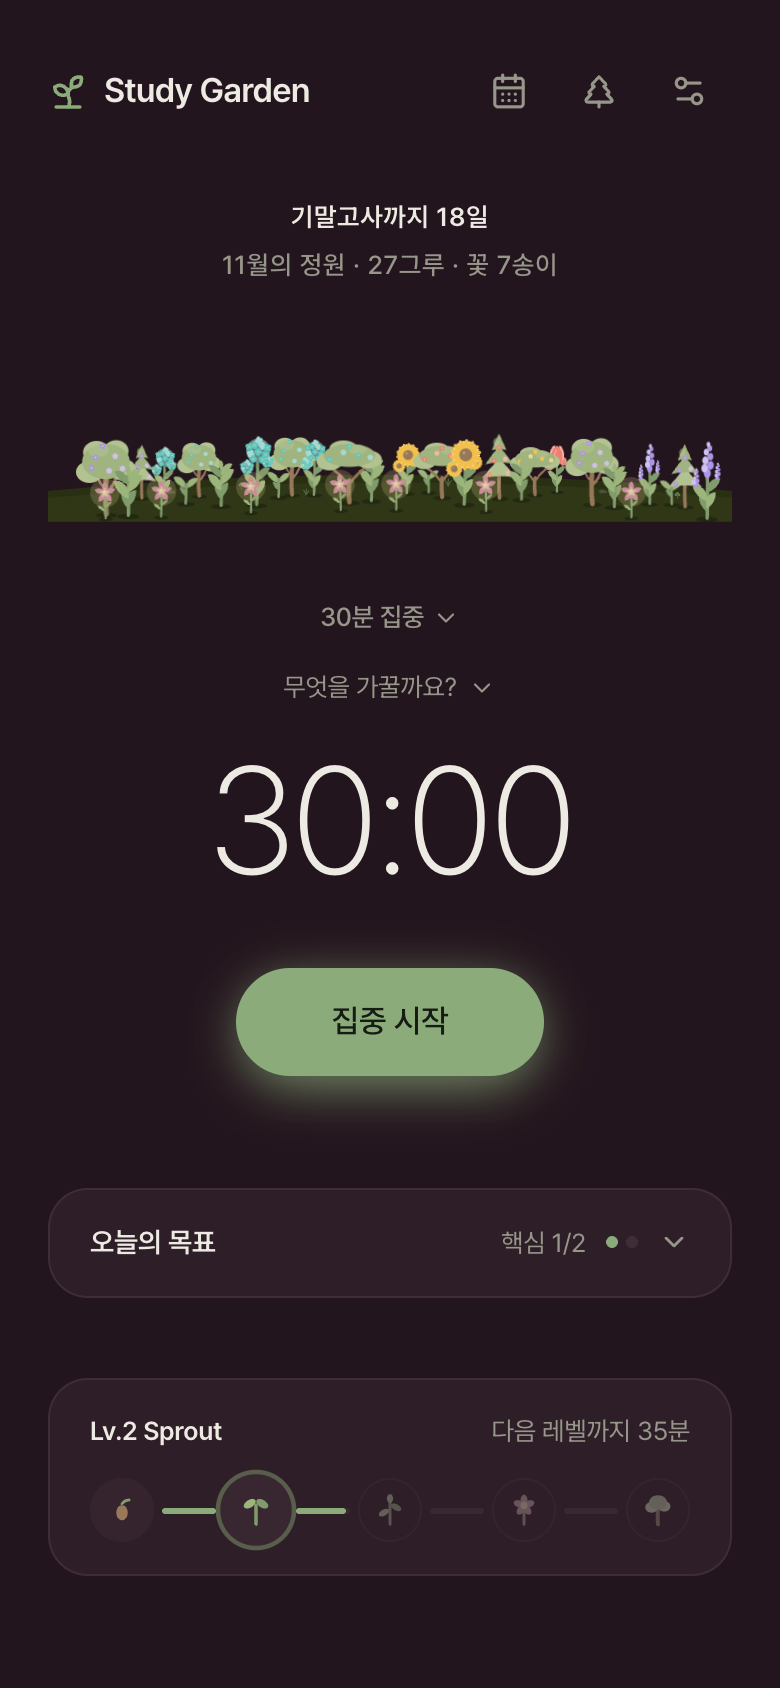 Study Garden
기말고사까지 18일
11월의 정원 · 27그루 · 꽃 7송이
30분 집중
무엇을 가꿀까요?
30:00
집중 시작
오늘의 목표 핵심 1/2
Lv.2 Sprout 다음 레벨까지 35분